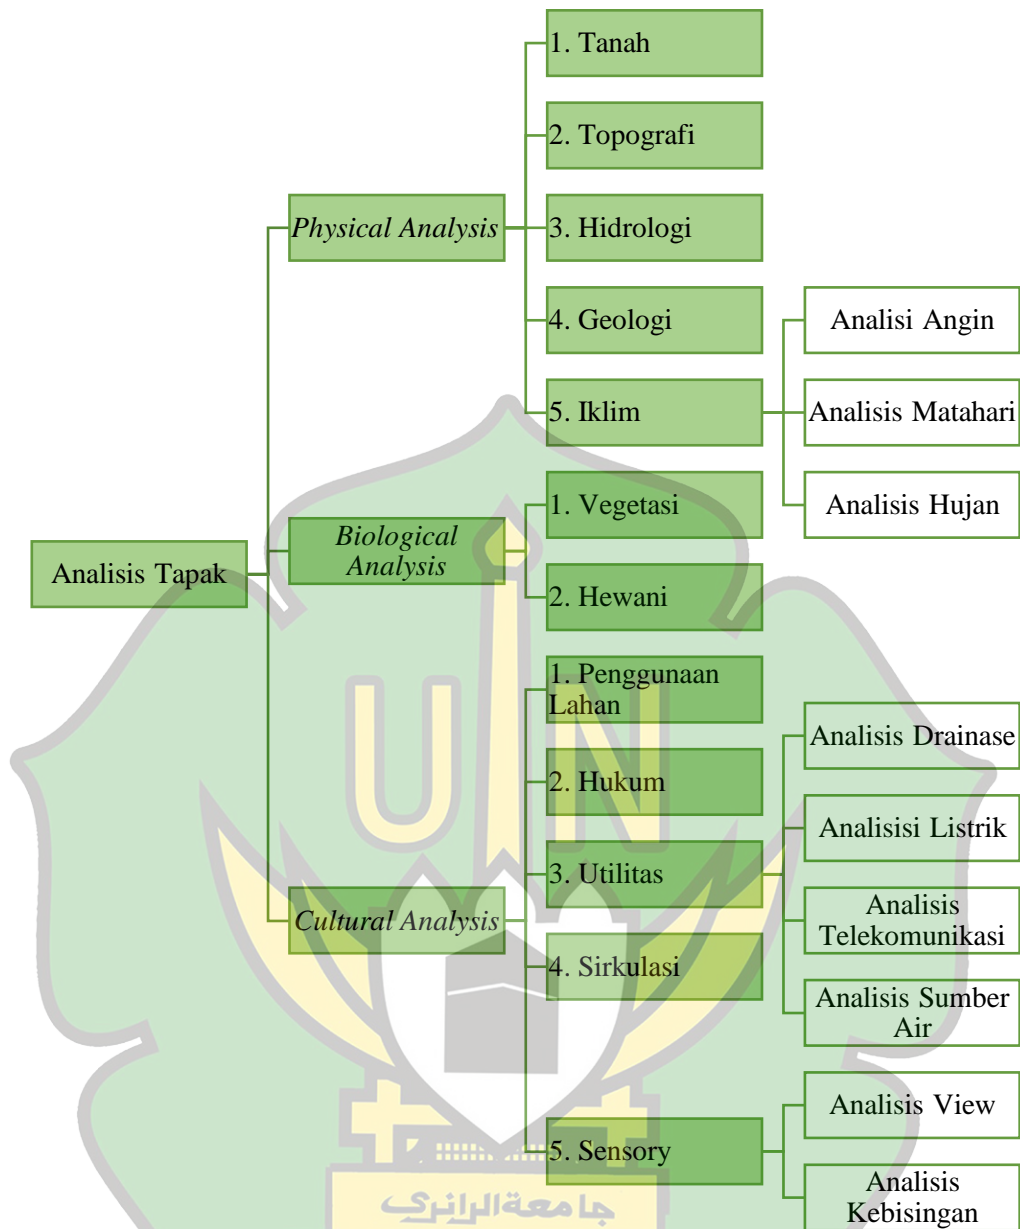 Analisis Tapak
Physical Analysis
1. Tanah
2. Topografi
3. Hidrologi
4. Geologi
5. Iklim
Analisi Angin
Analisis Matahari
Analisis Hujan
Biological
Analysis
1. Vegetasi
2. Hewani
Cultural Analysis
1. Penggunaan
Lahan
2. Hukum
3. Utilitas
Analisis Drainase
Analisisi Listrik
Analisis
Telekomunikasi
Analisis Sumber
Air
4. Sirkulasi
5. Sensory
Analisis View
Analisis
Kebisingan
UIN
جامعة الرانري